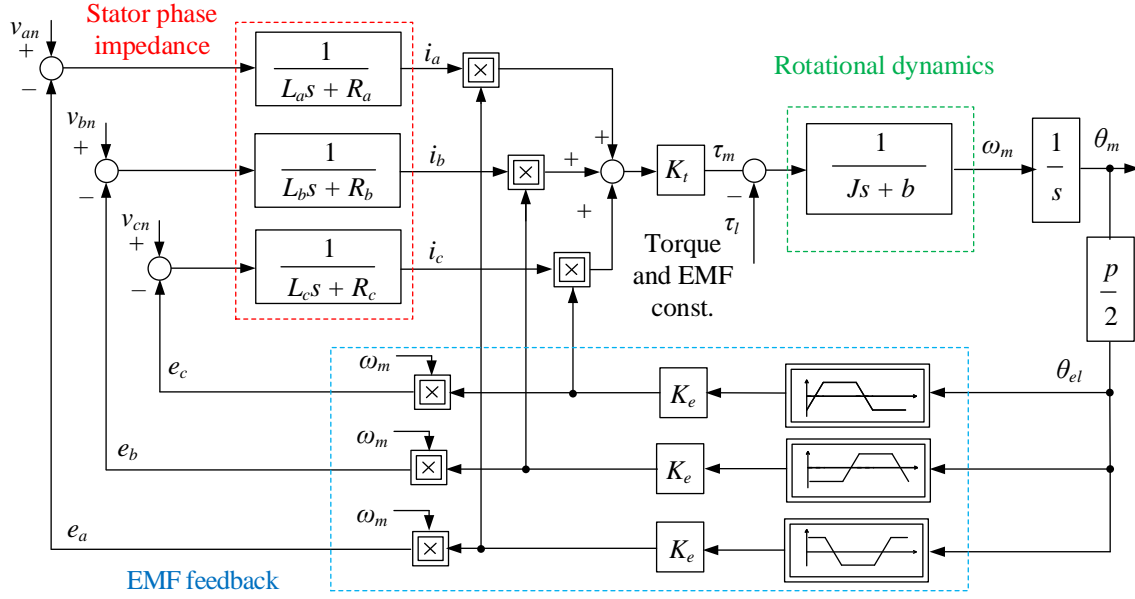 Stator phase
impedance
v_an
+
−
1
L_a s + R_a
i_a
×
v_bn
+
−
1
L_b s + R_b
i_b
×
v_cn
+
−
1
L_c s + R_c
i_c
×
+
+
+
K_t
τ_m
−
τ_l
Torque
and EMF
const.
Rotational dynamics
1
Js + b
ω_m
1
s
θ_m
p
2
θ_el
e_c
ω_m
×
K_e
e_b
ω_m
×
K_e
e_a
ω_m
×
K_e
EMF feedback